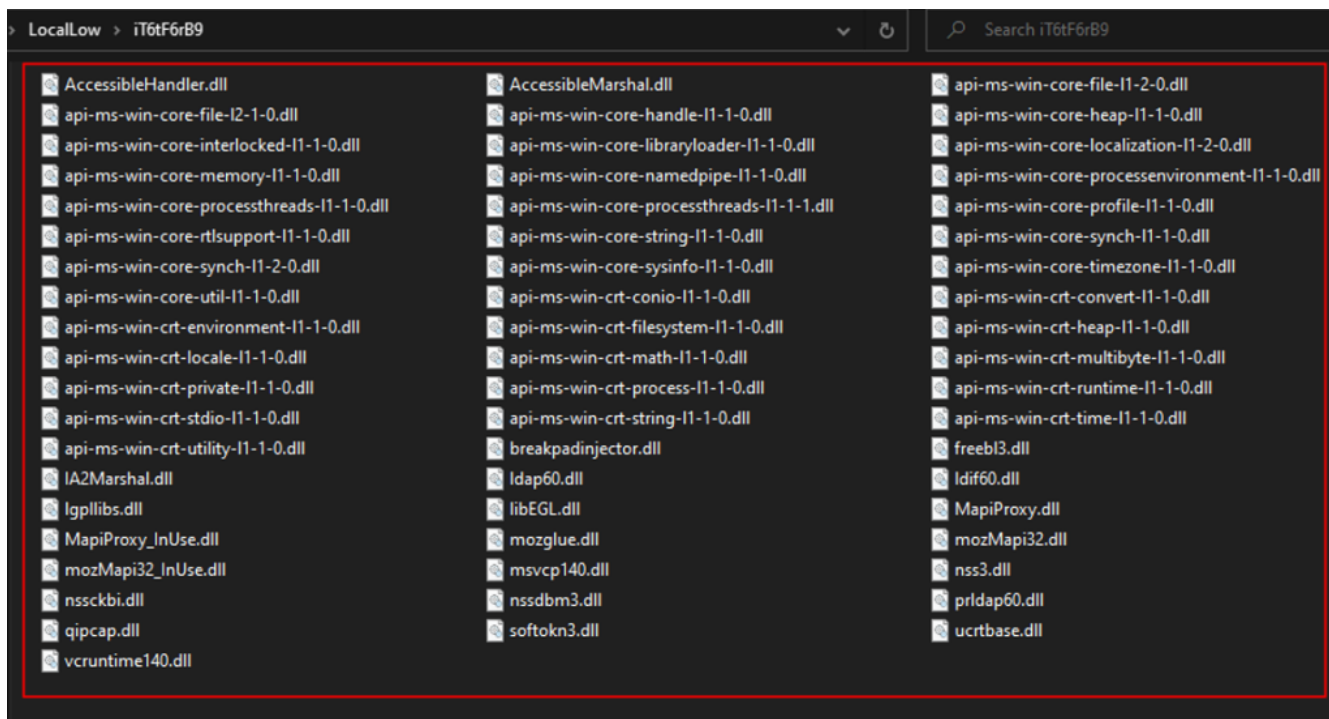 LocalLow > iT6tF6rB9 Search iT6tF6rB9
AccessibleHandler.dll AccessibleMarshal.dll api-ms-win-core-file-l1-2-0.dll
api-ms-win-core-file-l2-1-0.dll api-ms-win-core-handle-l1-1-0.dll api-ms-win-core-heap-l1-1-0.dll
api-ms-win-core-interlocked-l1-1-0.dll api-ms-win-core-libraryloader-l1-1-0.dll api-ms-win-core-localization-l1-2-0.dll
api-ms-win-core-memory-l1-1-0.dll api-ms-win-core-namedpipe-l1-1-0.dll api-ms-win-core-processenvironment-l1-1-0.dll
api-ms-win-core-processthreads-l1-1-0.dll api-ms-win-core-processthreads-l1-1-1.dll api-ms-win-core-profile-l1-1-0.dll
api-ms-win-core-rtlsupport-l1-1-0.dll api-ms-win-core-string-l1-1-0.dll api-ms-win-core-synch-l1-1-0.dll
api-ms-win-core-synch-l1-2-0.dll api-ms-win-core-sysinfo-l1-1-0.dll api-ms-win-core-timezone-l1-1-0.dll
api-ms-win-core-util-l1-1-0.dll api-ms-win-crt-conio-l1-1-0.dll api-ms-win-crt-convert-l1-1-0.dll
api-ms-win-crt-environment-l1-1-0.dll api-ms-win-crt-filesystem-l1-1-0.dll api-ms-win-crt-heap-l1-1-0.dll
api-ms-win-crt-locale-l1-1-0.dll api-ms-win-crt-math-l1-1-0.dll api-ms-win-crt-multibyte-l1-1-0.dll
api-ms-win-crt-private-l1-1-0.dll api-ms-win-crt-process-l1-1-0.dll api-ms-win-crt-runtime-l1-1-0.dll
api-ms-win-crt-stdio-l1-1-0.dll api-ms-win-crt-string-l1-1-0.dll api-ms-win-crt-time-l1-1-0.dll
api-ms-win-crt-utility-l1-1-0.dll breakpadinjector.dll freebl3.dll
IA2Marshal.dll ldap60.dll ldif60.dll
lgpllibs.dll libEGL.dll MapiProxy.dll
MapiProxy_InUse.dll mozglue.dll mozMapi32.dll
mozMapi32_InUse.dll msvcp140.dll nss3.dll
nssckbi.dll nssdbm3.dll prldap60.dll
qipcap.dll softokn3.dll ucrtbase.dll
vcruntime140.dll